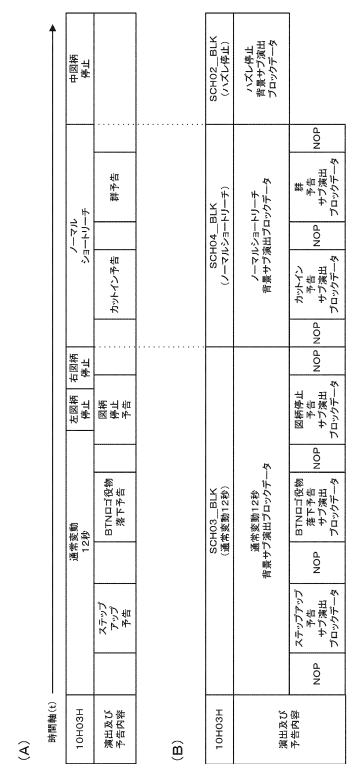 (A)
時間軸(t)
10H03H
通常変動
12秒
左図柄
停止
右図柄
停止
ノーマル
ショートリーチ
中図柄
停止
演出及び
予告内容
ステップ
アップ
予告
BTNロゴ役物
落下予告
図柄
停止
予告
カットイン予告
群予告
(B)
10H03H
SCH03__BLK
(通常変動12秒)
SCH04__BLK
(ノーマルショートリーチ)
SCH02__BLK
(ハズレ停止)
演出及び
予告内容
通常変動12秒
背景サブ演出ブロックデータ
ノーマルショートリーチ
背景サブ演出ブロックデータ
ハズレ停止
背景サブ演出
ブロックデータ
NOP
ステップアップ
予告
サブ演出
ブロックデータ
NOP
BTNロゴ役物
落下予告
サブ演出
ブロックデータ
NOP
図柄停止
予告
サブ演出
ブロックデータ
NOP
NOP
カットイン
予告
サブ演出
ブロックデータ
NOP
群
予告
サブ演出
ブロックデータ
NOP